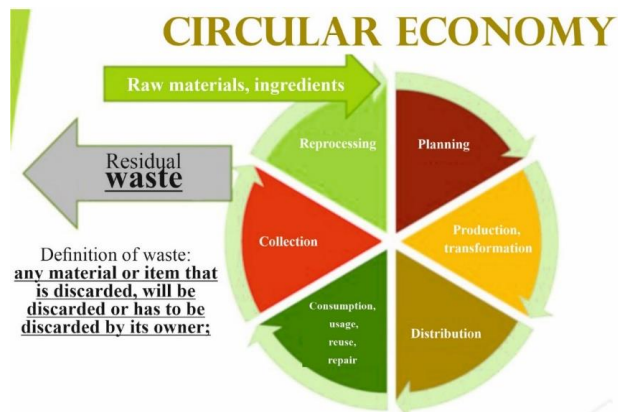 CIRCULAR ECONOMY
Raw materials, ingredients
Residual
waste
Definition of waste:
any material or item that
is discarded, will be
discarded or has to be
discarded by its owner;
Reprocessing
Planning
Collection
Production,
transformation
Consumption,
usage,
reuse,
repair
Distribution